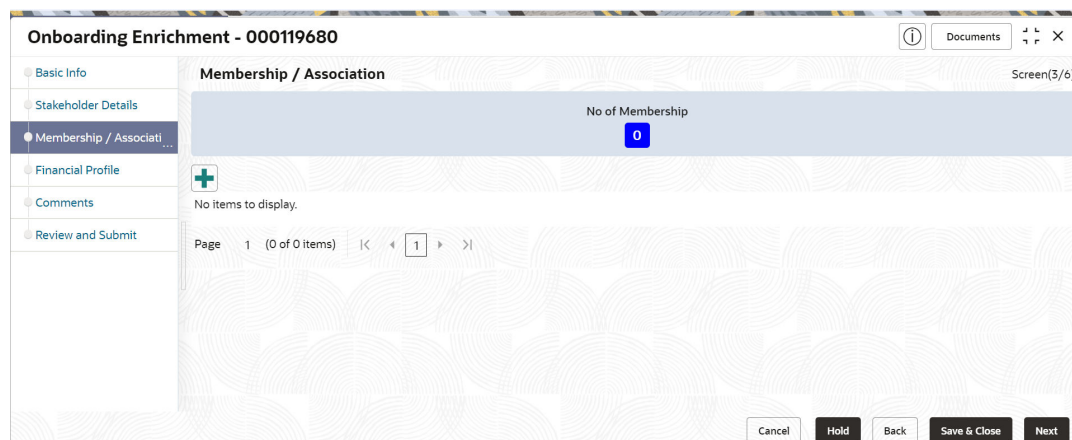 Onboarding Enrichment - 000119680
Documents
Basic Info
Stakeholder Details
Membership / Associati...
Financial Profile
Comments
Review and Submit
Membership / Association
Screen(3/6)
No of Membership
0
No items to display.
Page 1 (0 of 0 items) 1
Cancel Hold Back Save & Close Next